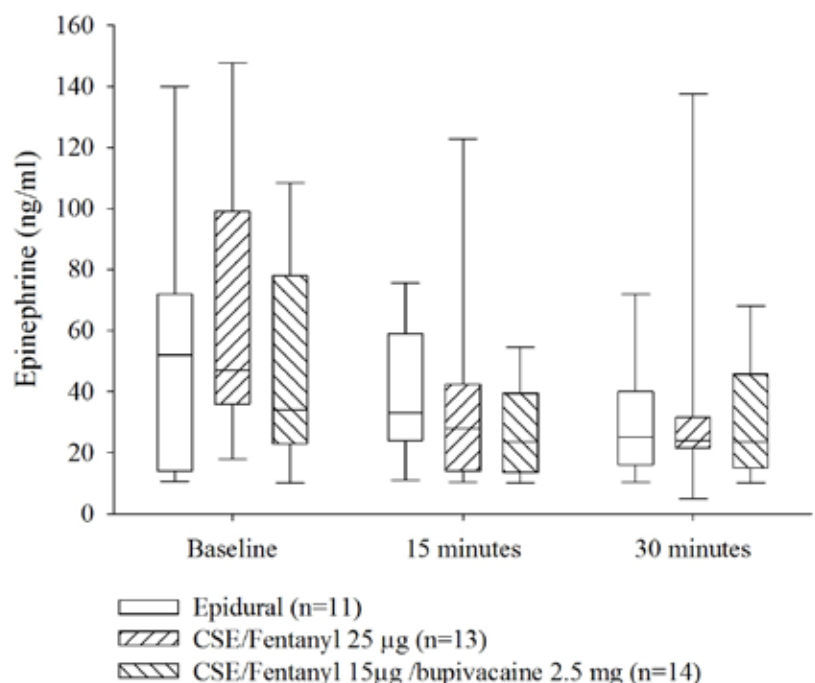 Epinephrine (ng/ml)
160
140
120
100
80
60
40
20
0
Baseline 15 minutes 30 minutes
Epidural (n=11)
CSE/Fentanyl 25 µg (n=13)
CSE/Fentanyl 15µg /bupivacaine 2.5 mg (n=14)